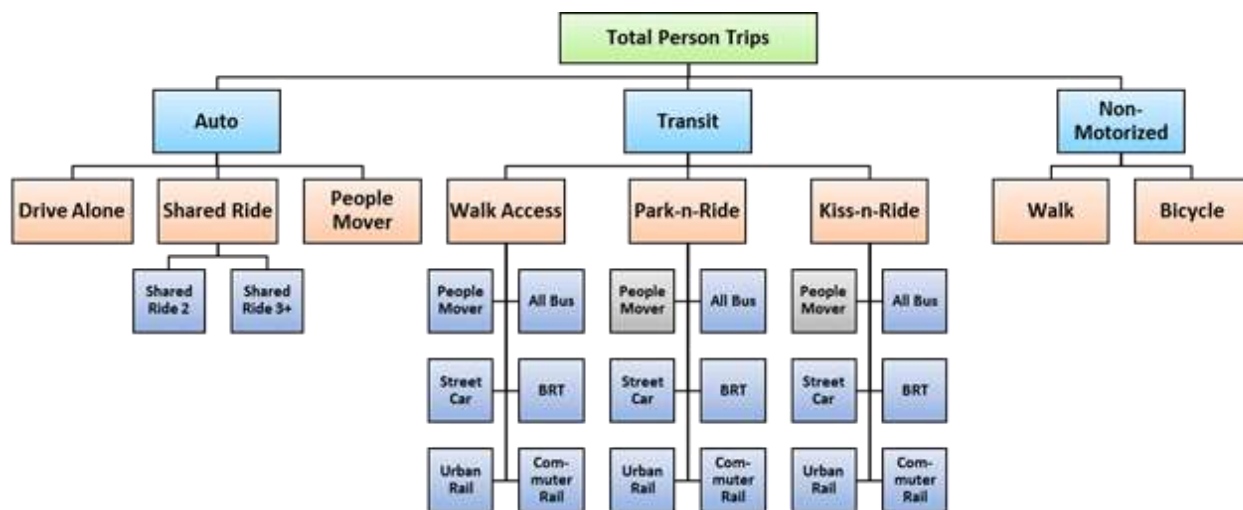 Total Person Trips
Auto
Transit
Non-
Motorized
Drive Alone
Shared Ride
People
Mover
Walk Access
Park-n-Ride
Kiss-n-Ride
Walk
Bicycle
Shared
Ride 2
Shared
Ride 3+
People
Mover
All Bus
Street
Car
BRT
Urban
Rail
Com-
muter
Rail
People
Mover
All Bus
Street
Car
BRT
Urban
Rail
Com-
muter
Rail
People
Mover
All Bus
Street
Car
BRT
Urban
Rail
Com-
muter
Rail